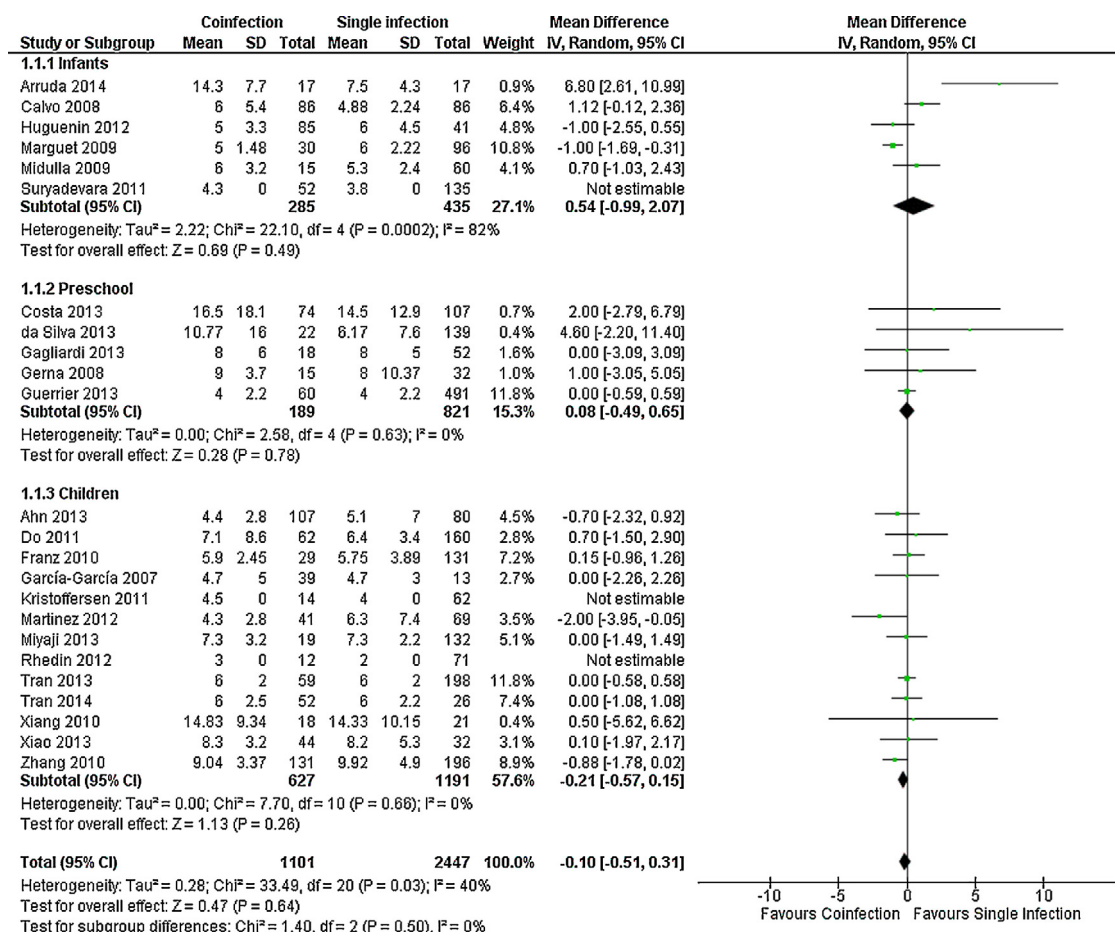 Coinfection Single infection Mean Difference Mean Difference
Study or Subgroup Mean SD Total Mean SD Total Weight IV, Random, 95% CI IV, Random, 95% CI
1.1.1 Infants
Arruda 2014 14.3 7.7 17 7.5 4.3 17 0.9% 6.80 [2.61, 10.99]
Calvo 2008 6 5.4 86 4.88 2.24 86 6.4% 1.12 [-0.12, 2.36]
Huguenin 2012 5 3.3 85 6 4.5 41 4.8% -1.00 [-2.55, 0.55]
Marguet 2009 5 1.48 30 6 2.22 96 10.8% -1.00 [-1.69, -0.31]
Midulla 2009 6 3.2 15 5.3 2.4 60 4.1% 0.70 [-1.03, 2.43]
Suryadevara 2011 4.3 0 52 3.8 0 135 Not estimable
Subtotal (95% CI) 285 435 27.1% 0.54 [-0.99, 2.07]
Heterogeneity: Tau² = 2.22; Chi² = 22.10, df = 4 (P = 0.0002); I² = 82%
Test for overall effect: Z = 0.69 (P = 0.49)
1.1.2 Preschool
Costa 2013 16.5 18.1 74 14.5 12.9 107 0.7% 2.00 [-2.79, 6.79]
da Silva 2013 10.77 16 22 6.17 7.6 139 0.4% 4.60 [-2.20, 11.40]
Gagliardi 2013 8 6 18 8 5 52 1.6% 0.00 [-3.09, 3.09]
Gerna 2008 9 3.7 15 8 10.37 32 1.0% 1.00 [-3.05, 5.05]
Guerrier 2013 4 2.2 60 4 2.2 491 11.8% 0.00 [-0.59, 0.59]
Subtotal (95% CI) 189 821 15.3% 0.08 [-0.49, 0.65]
Heterogeneity: Tau² = 0.00; Chi² = 2.58, df = 4 (P = 0.63); I² = 0%
Test for overall effect: Z = 0.28 (P = 0.78)
1.1.3 Children
Ahn 2013 4.4 2.8 107 5.1 7 80 4.5% -0.70 [-2.32, 0.92]
Do 2011 7.1 8.6 62 6.4 3.4 160 2.8% 0.70 [-1.50, 2.90]
Franz 2010 5.9 2.45 29 5.75 3.89 131 7.2% 0.15 [-0.96, 1.26]
García-García 2007 4.7 5 39 4.7 3 13 2.7% 0.00 [-2.26, 2.26]
Kristoffersen 2011 4.5 0 14 4 0 62 Not estimable
Martinez 2012 4.3 2.8 41 6.3 7.4 69 3.5% -2.00 [-3.95, -0.05]
Miyaji 2013 7.3 3.2 19 7.3 2.2 132 5.1% 0.00 [-1.49, 1.49]
Rhedin 2012 3 0 12 2 0 71 Not estimable
Tran 2013 6 2 59 6 2 198 11.8% 0.00 [-0.58, 0.58]
Tran 2014 6 2.5 52 6 2.2 26 7.4% 0.00 [-1.08, 1.08]
Xiang 2010 14.83 9.34 18 14.33 10.15 21 0.4% 0.50 [-5.62, 6.62]
Xiao 2013 8.3 3.2 44 8.2 5.3 32 3.1% 0.10 [-1.97, 2.17]
Zhang 2010 9.04 3.37 131 9.92 4.9 196 8.9% -0.88 [-1.78, 0.02]
Subtotal (95% CI) 627 1191 57.6% -0.21 [-0.57, 0.15]
Heterogeneity: Tau² = 0.00; Chi² = 7.70, df = 10 (P = 0.66); I² = 0%
Test for overall effect: Z = 1.13 (P = 0.26)
Total (95% CI) 1101 2447 100.0% -0.10 [-0.51, 0.31]
Heterogeneity: Tau² = 0.28; Chi² = 33.49, df = 20 (P = 0.03); I² = 40%
Test for overall effect: Z = 0.47 (P = 0.64)
Test for subgroup differences: Chi² = 1.40, df = 2 (P = 0.50), I² = 0%
-10 -5 0 5 10
Favours Coinfection Favours Single Infection